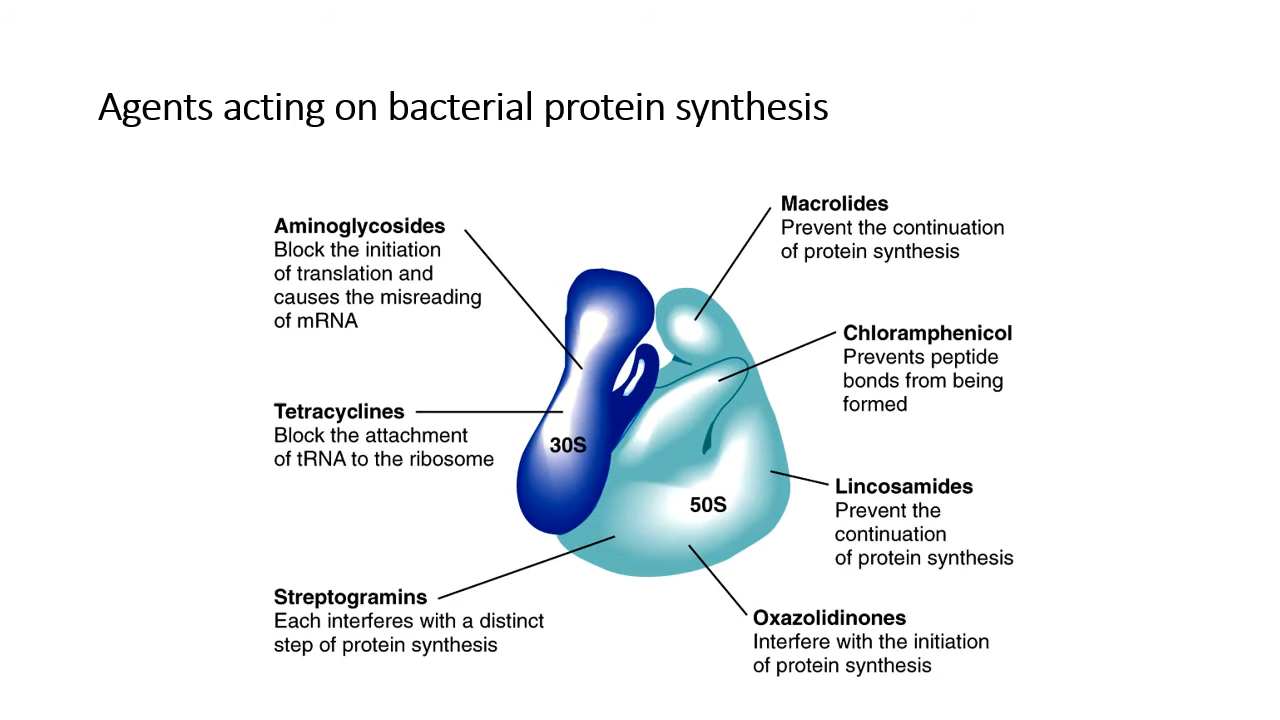 Agents acting on bacterial protein synthesis
Aminoglycosides
Block the initiation
of translation and
causes the misreading
of mRNA
Tetracyclines
Block the attachment
of tRNA to the ribosome
Streptogramins
Each interferes with a distinct
step of protein synthesis
30S
50S
Macrolides
Prevent the continuation
of protein synthesis
Chloramphenicol
Prevents peptide
bonds from being
formed
Lincosamides
Prevent the
continuation
of protein synthesis
Oxazolidinones
Interfere with the initiation
of protein synthesis